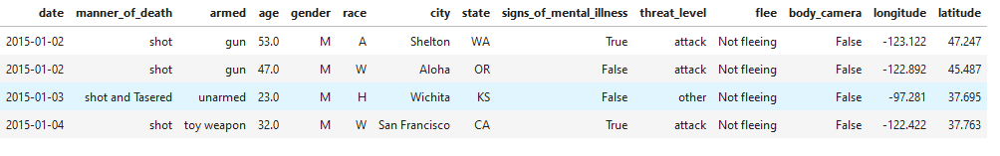 date manner_of_death armed age gender race city state signs_of_mental_illness threat_level flee body_camera longitude latitude
2015-01-02 shot gun 53.0 M A Shelton WA True attack Not fleeing False -123.122 47.247
2015-01-02 shot gun 47.0 M W Aloha OR False attack Not fleeing False -122.892 45.487
2015-01-03 shot and Tasered unarmed 23.0 M H Wichita KS False other Not fleeing False -97.281 37.695
2015-01-04 shot toy weapon 32.0 M W San Francisco CA True attack Not fleeing False -122.422 37.763